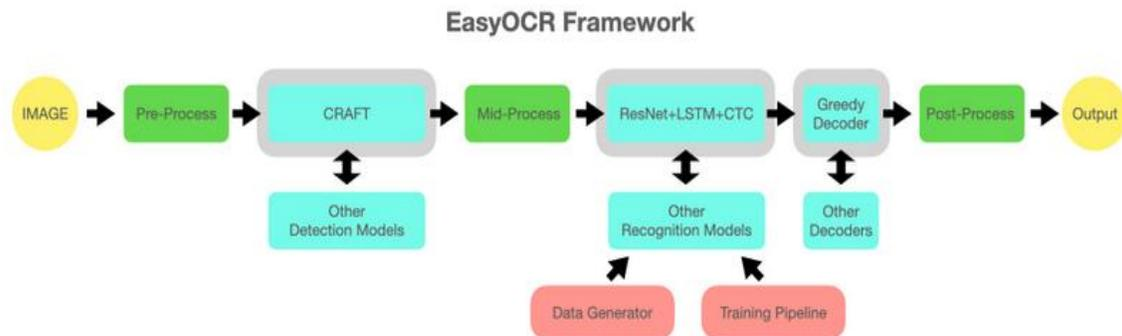 EasyOCR Framework
IMAGE
Pre-Process
CRAFT
Mid-Process
ResNet+LSTM+CTC
Greedy
Decoder
Post-Process
Output
Other
Detection Models
Other
Recognition Models
Other
Decoders
Data Generator
Training Pipeline